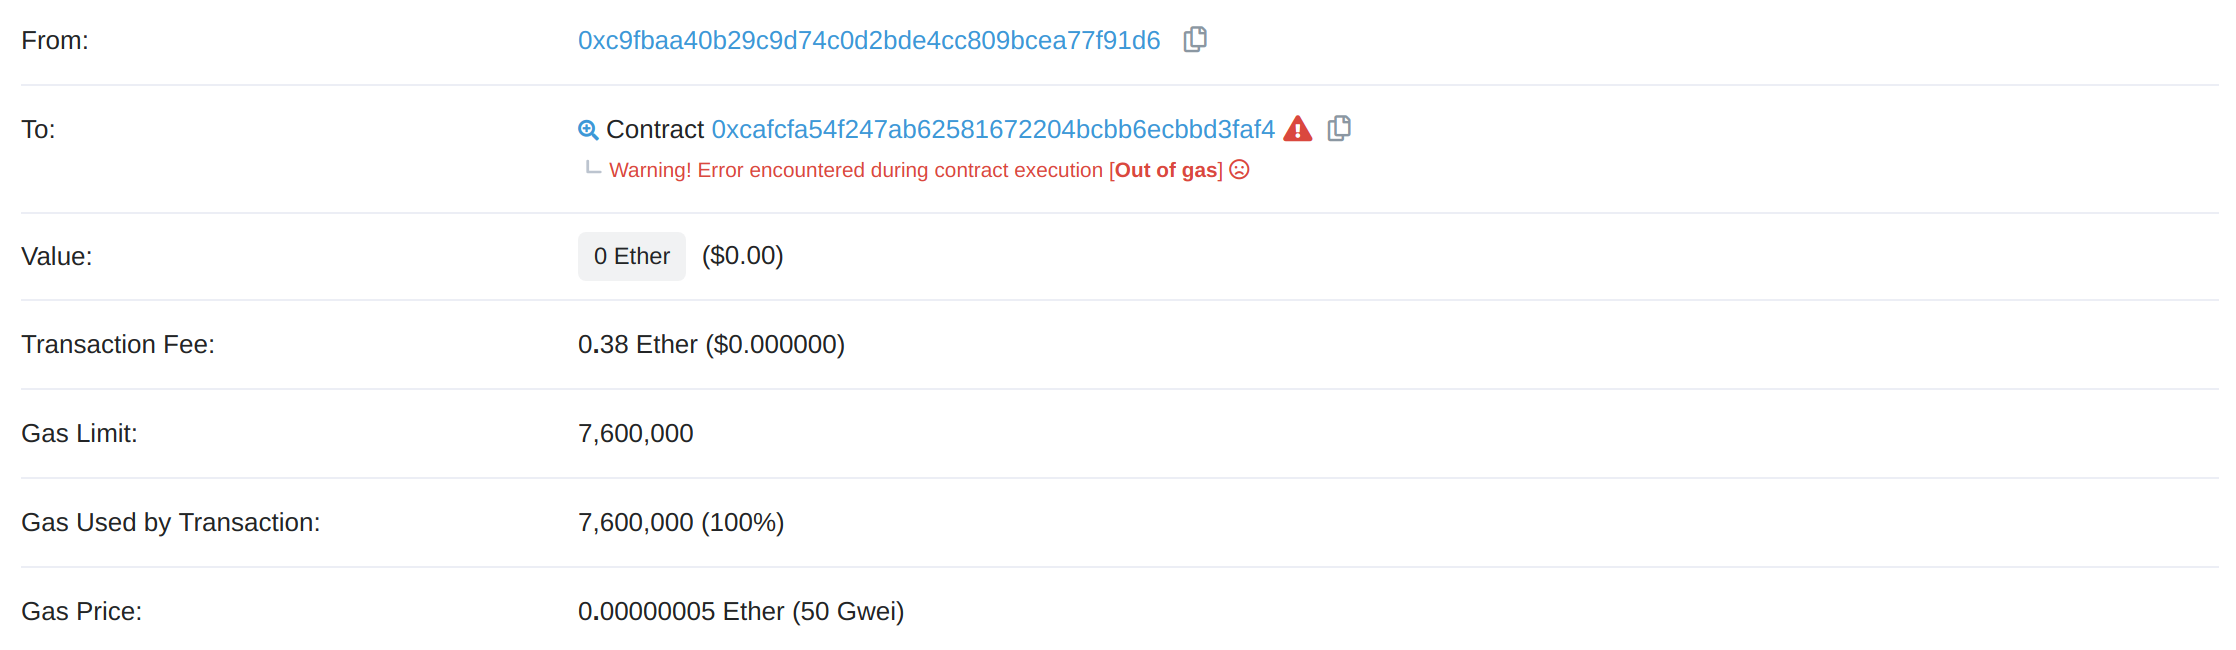 From: 0xc9fbaa40b29c9d74c0d2bde4cc809bcea77f91d6
To: Contract 0xcafcfa54f247ab62581672204bcbb6ecbbd3faf4
Warning! Error encountered during contract execution [Out of gas]
Value: 0 Ether ($0.00)
Transaction Fee: 0.38 Ether ($0.000000)
Gas Limit: 7,600,000
Gas Used by Transaction: 7,600,000 (100%)
Gas Price: 0.00000005 Ether (50 Gwei)